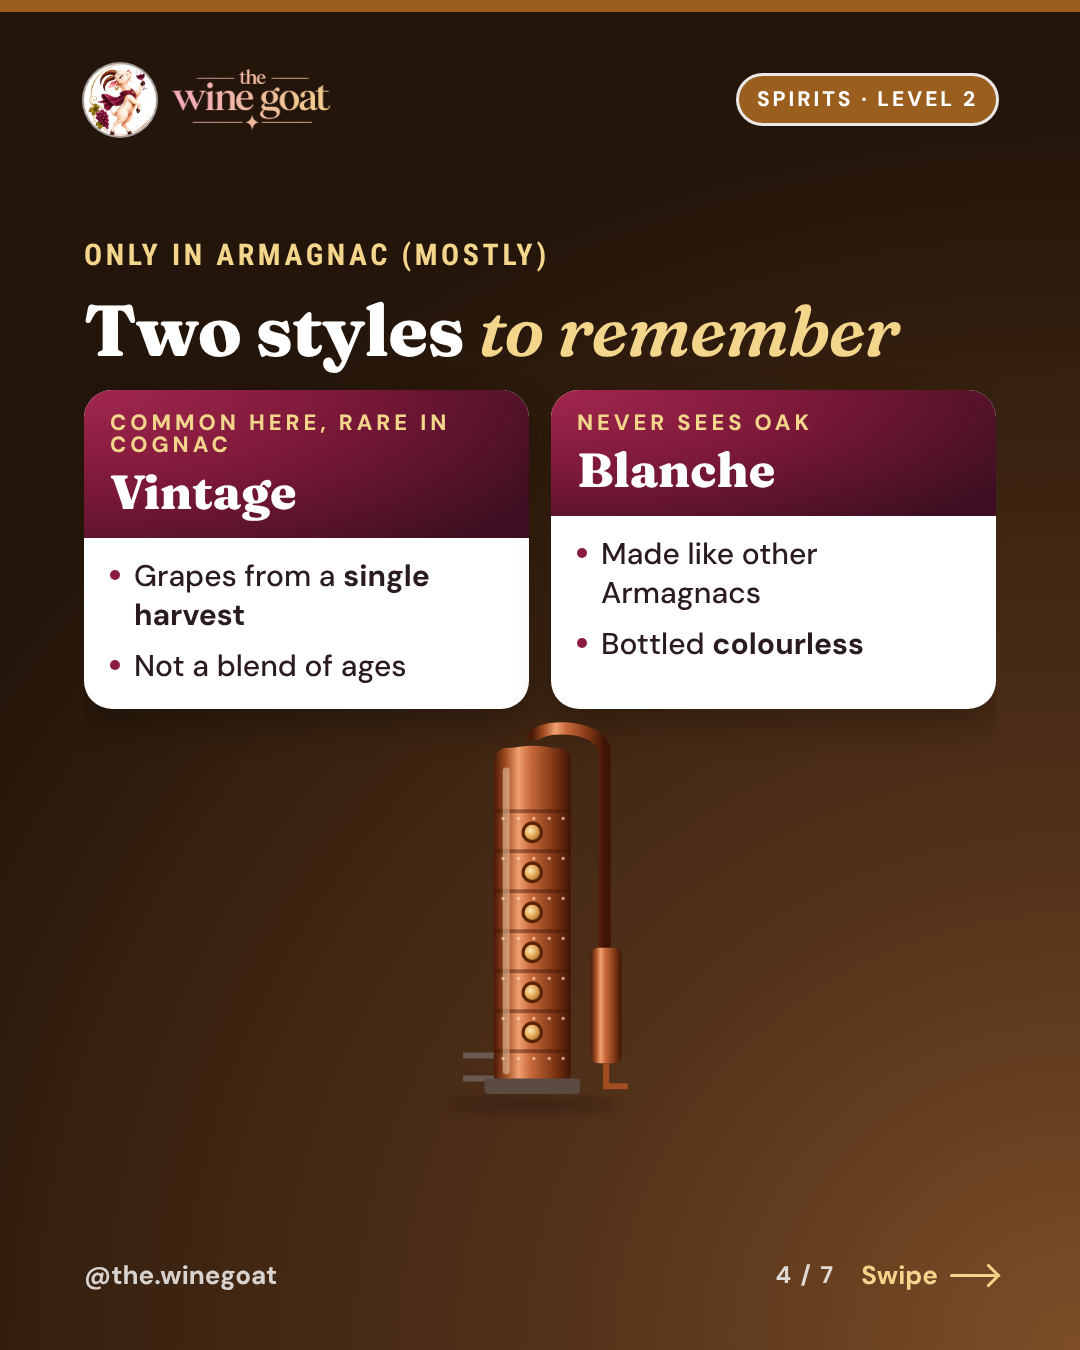 the
wine goat
SPIRITS · LEVEL 2
ONLY IN ARMAGNAC (MOSTLY)
Two styles to remember
COMMON HERE, RARE IN
COGNAC
Vintage
• Grapes from a single
harvest
• Not a blend of ages
NEVER SEES OAK
Blanche
• Made like other
Armagnacs
• Bottled colourless
@the.winegoat
4 / 7
Swipe